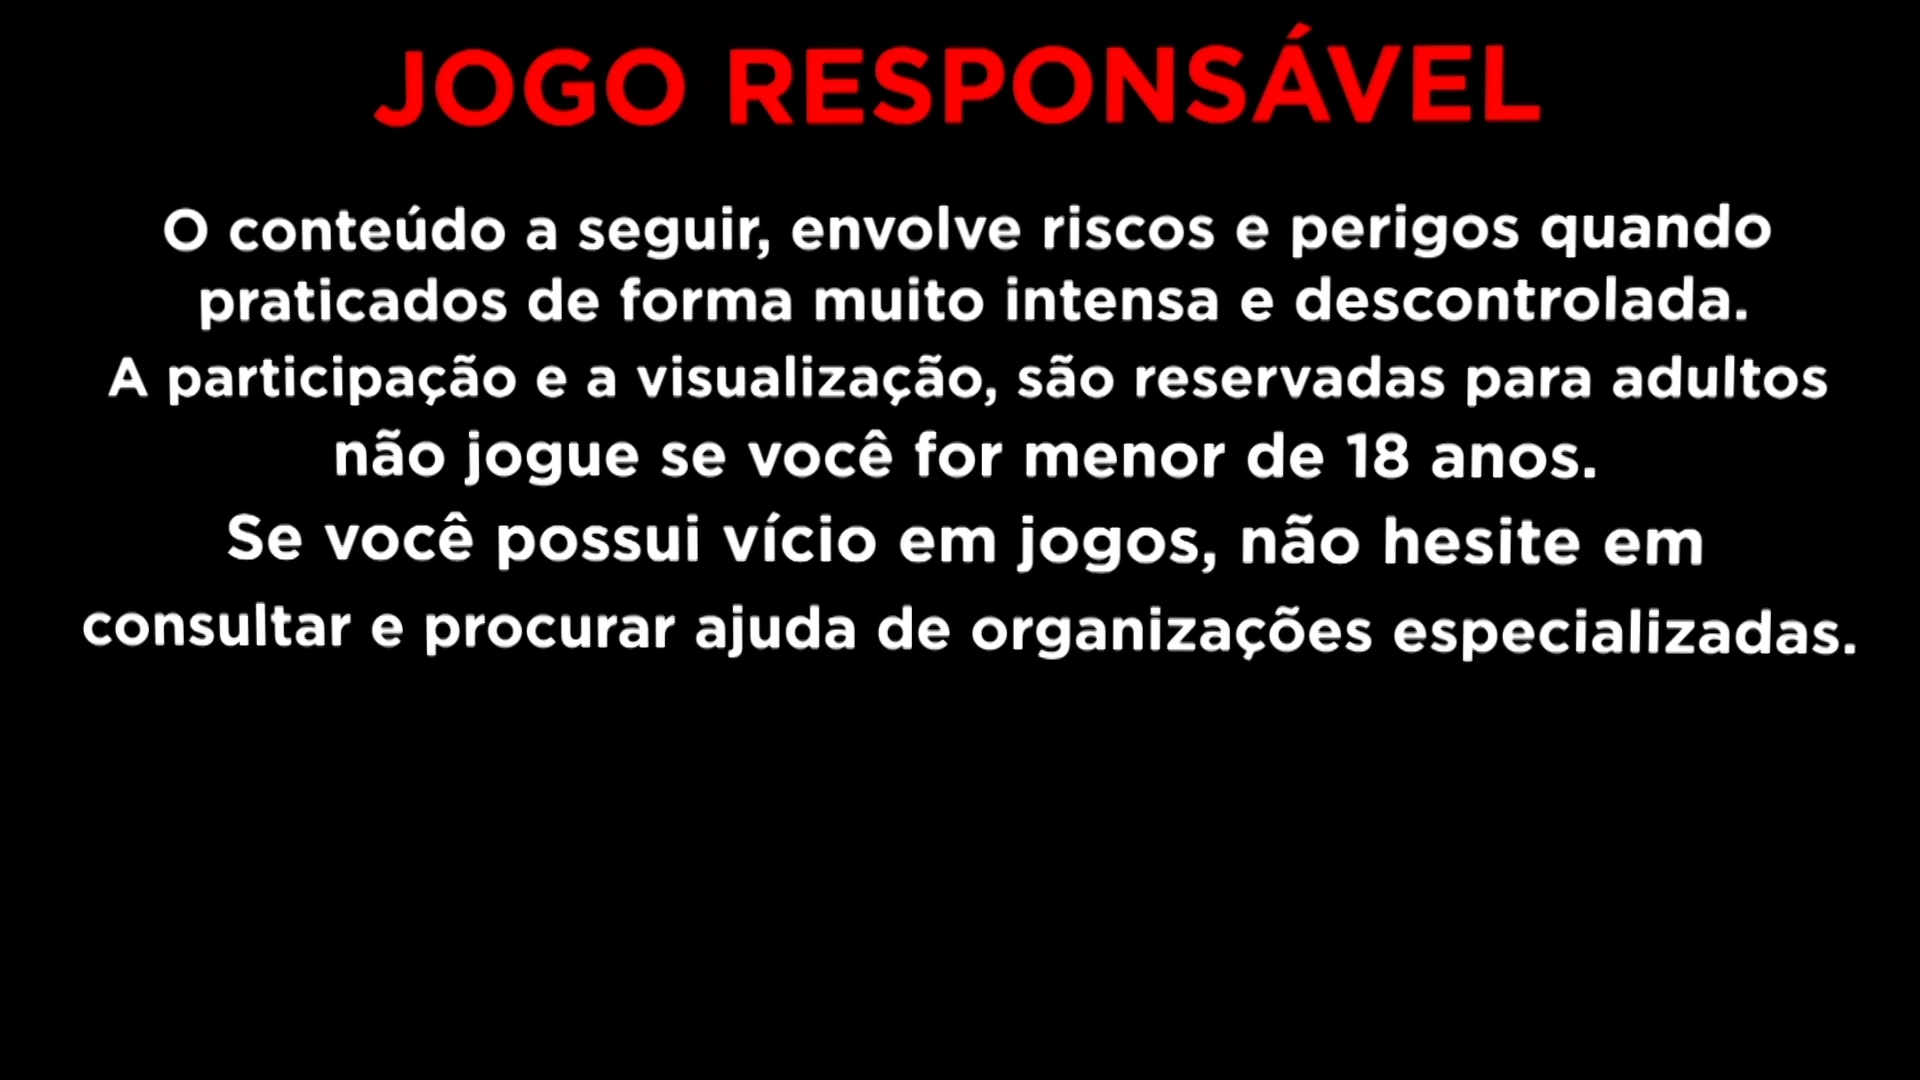 JOGO RESPONSÁVEL
O conteúdo a seguir, envolve riscos e perigos quando
praticados de forma muito intensa e descontrolada.
A participação e a visualização, são reservadas para adultos
não jogue se você for menor de 18 anos.
Se você possui vício em jogos, não hesite em
consultar e procurar ajuda de organizações especializadas.